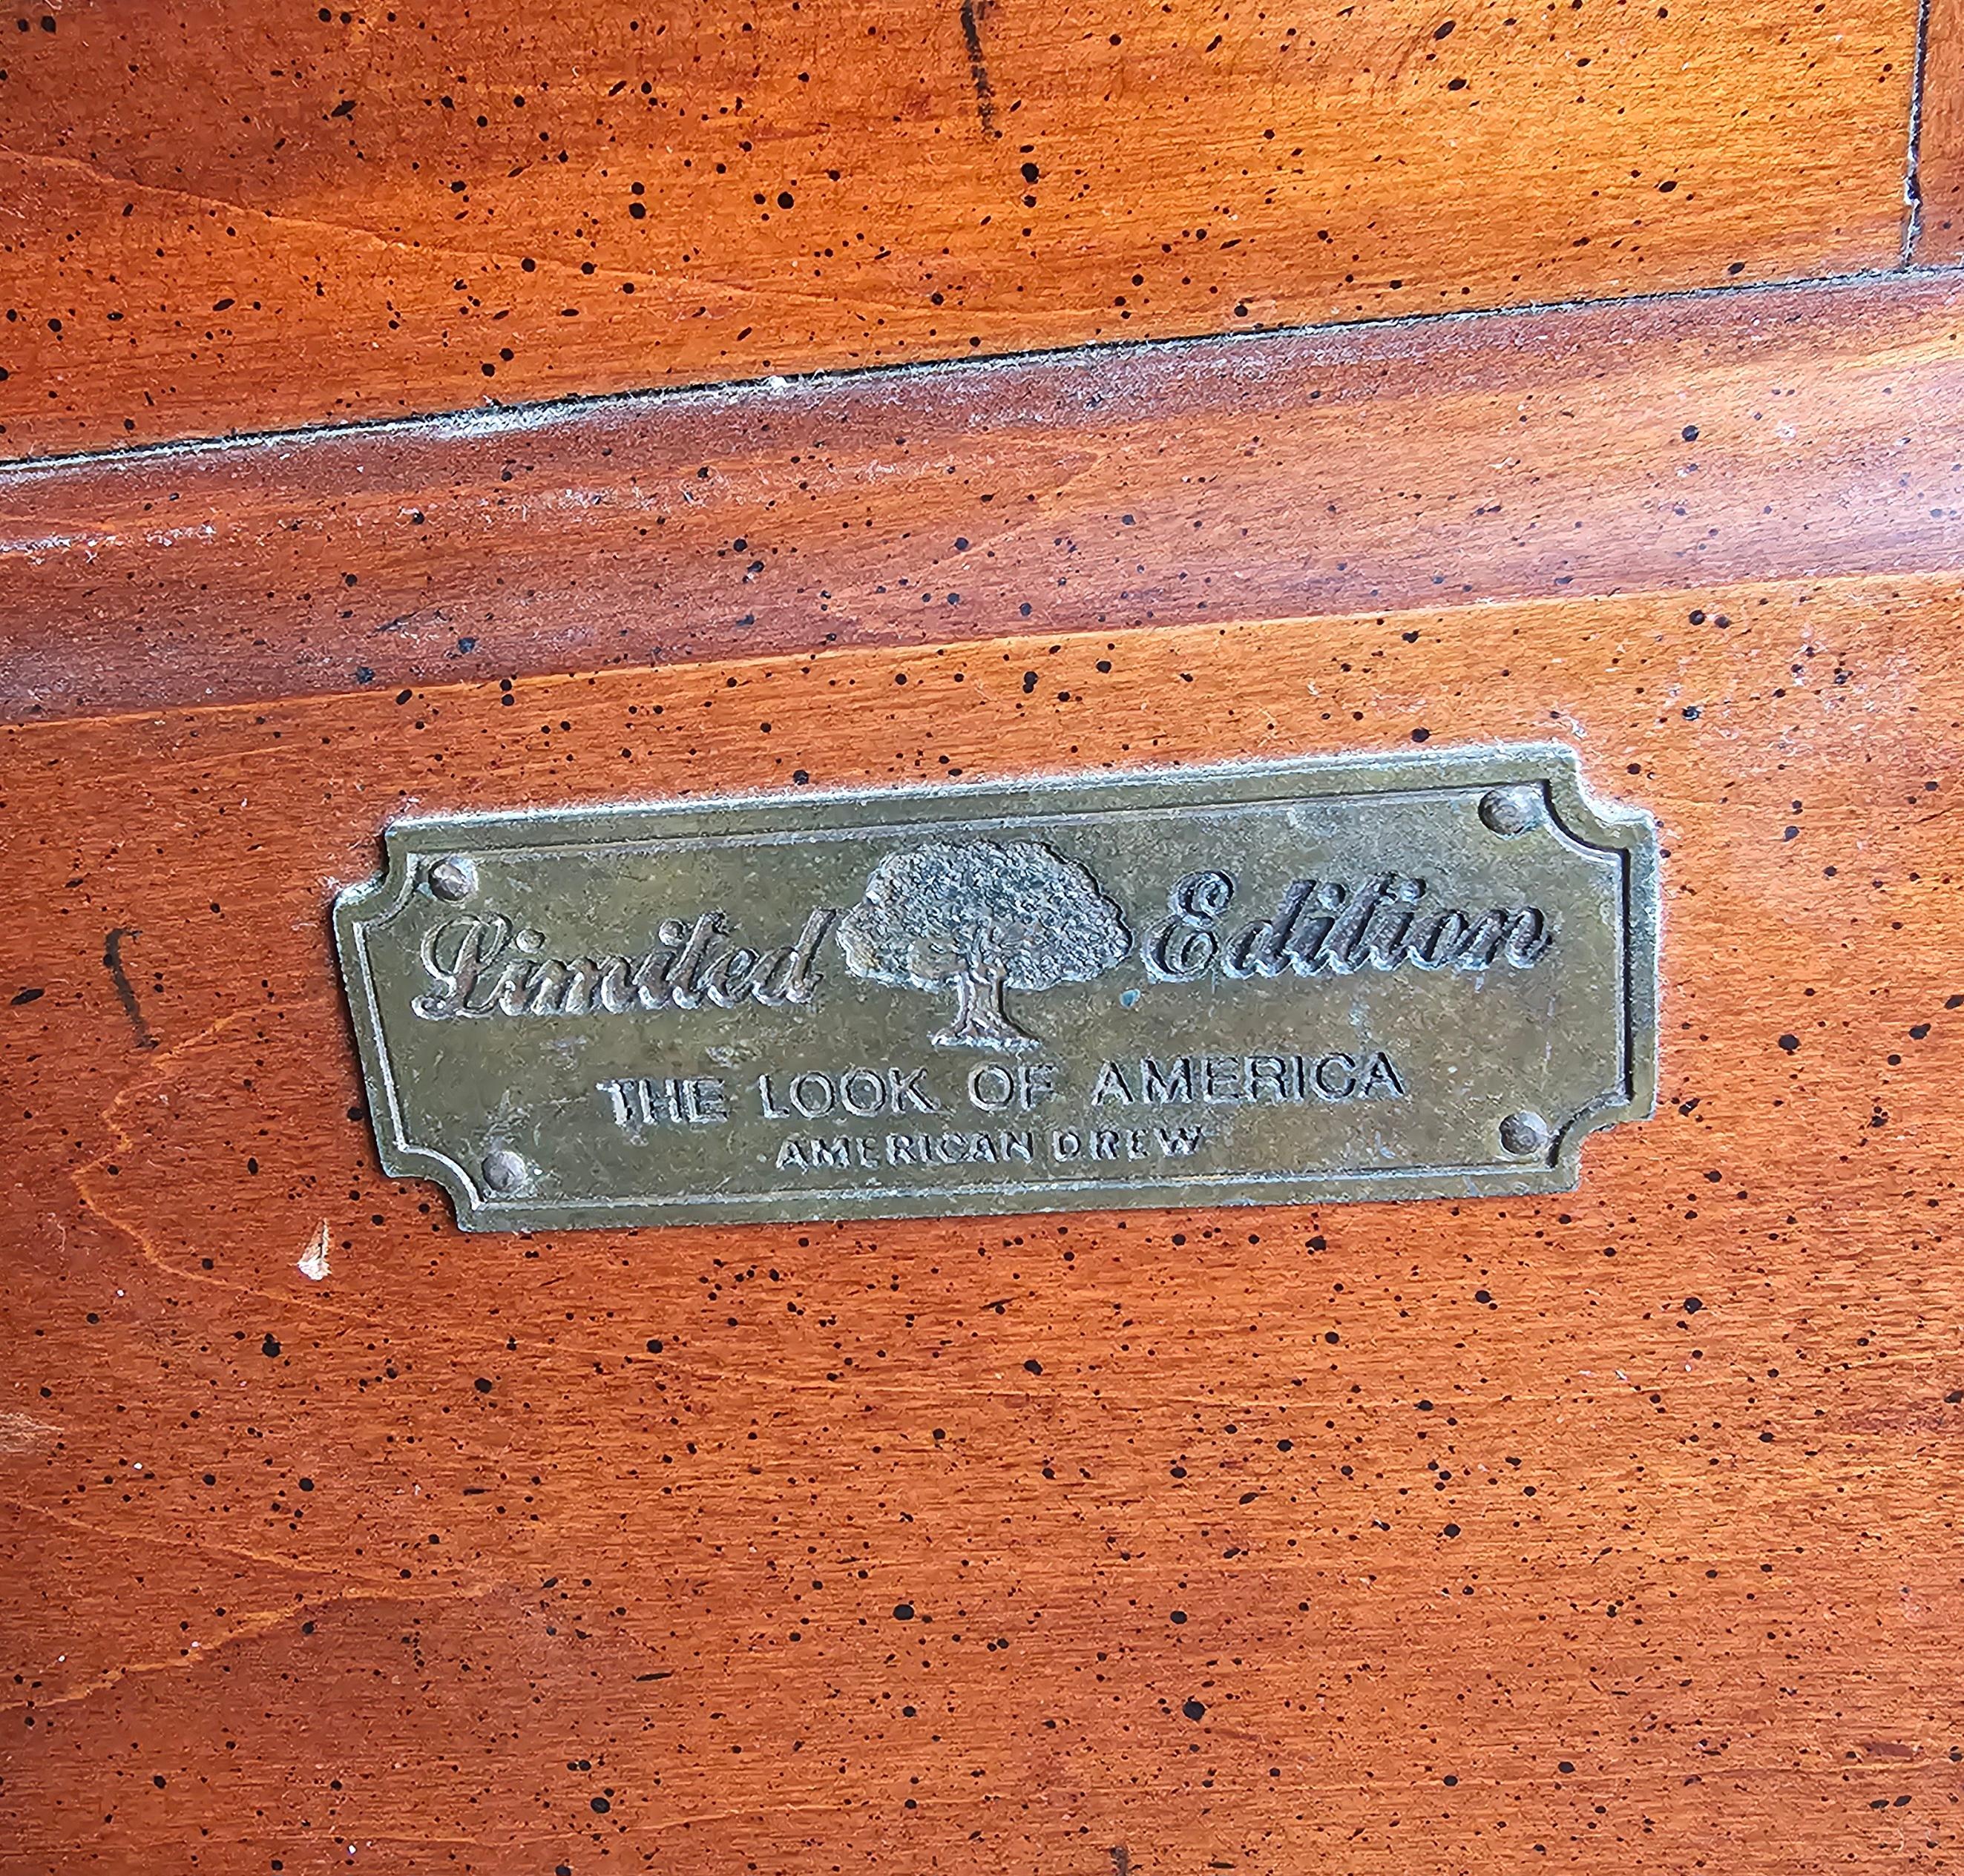 Limited Edition
THE LOOK OF AMERICA
AMERICAN DREW